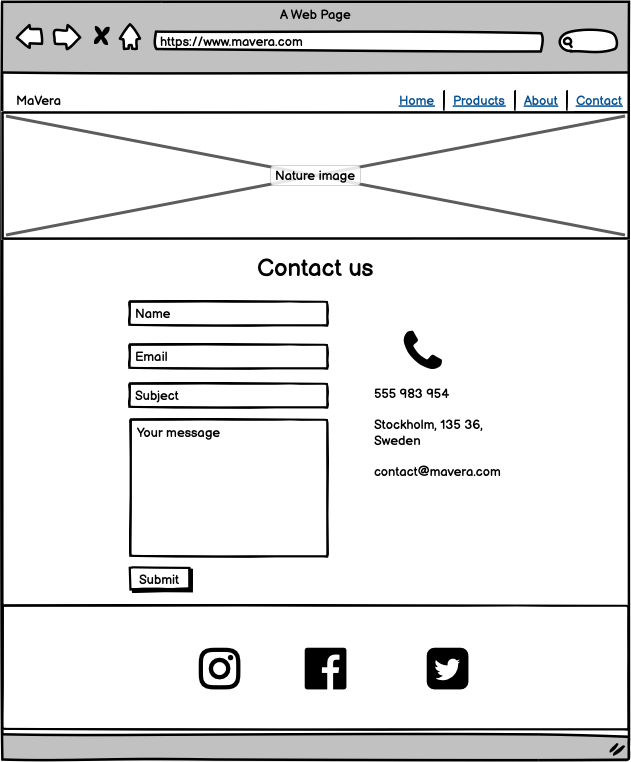 A Web Page
https://www.mavera.com
MaVera
Home
Products
About
Contact
Nature image
Contact us
Name
Email
Subject
Your message
Submit
555 983 954
Stockholm, 135 36,
Sweden
contact@mavera.com